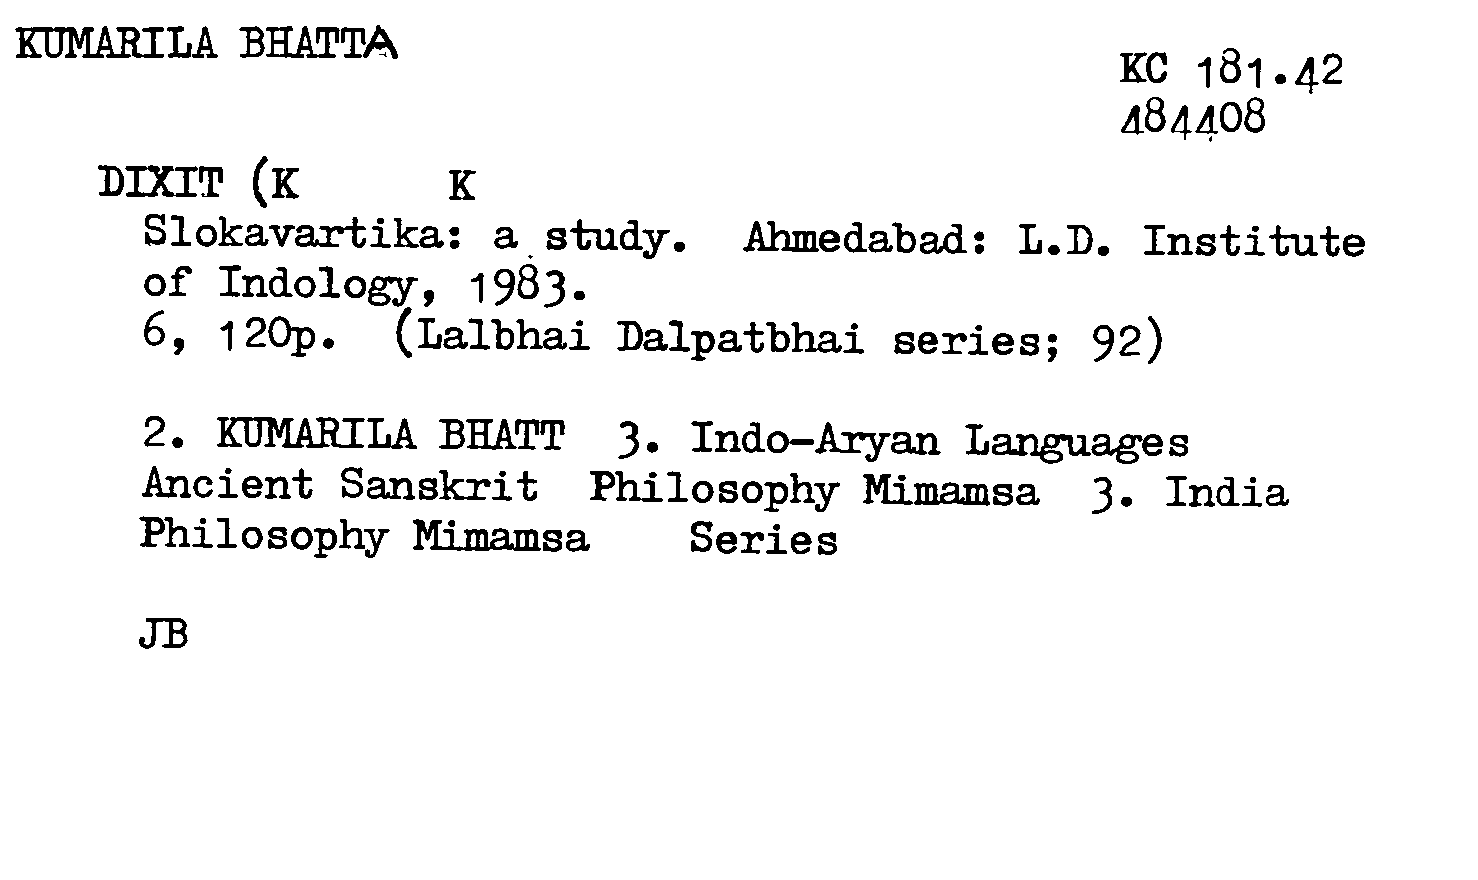 KUMARILA BHATTA
KC 181.42
484408
DIXIT (K K
Slokavartika: a study. Ahmedabad: L.D. Institute
of Indology, 1983.
6, 120p. (Lalbhai Dalpatbhai series; 92)
2. KUMARILA BHATT 3. Indo-Aryan Languages
Ancient Sanskrit Philosophy Mimamsa 3. India
Philosophy Mimamsa Series
JB